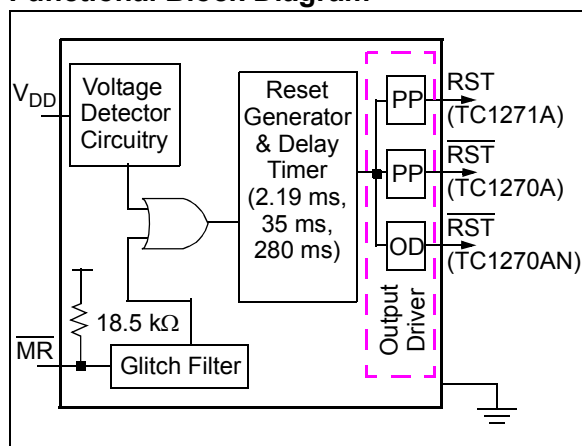 Functional Block Diagram
VDD
Voltage
Detector
Circuitry
Reset
Generator
& Delay
Timer
(2.19 ms,
35 ms,
280 ms)
PP
RST
(TC1271A)
PP
RST
(TC1270A)
OD
RST
(TC1270AN)
Output
Driver
18.5 kΩ
MR
Glitch Filter